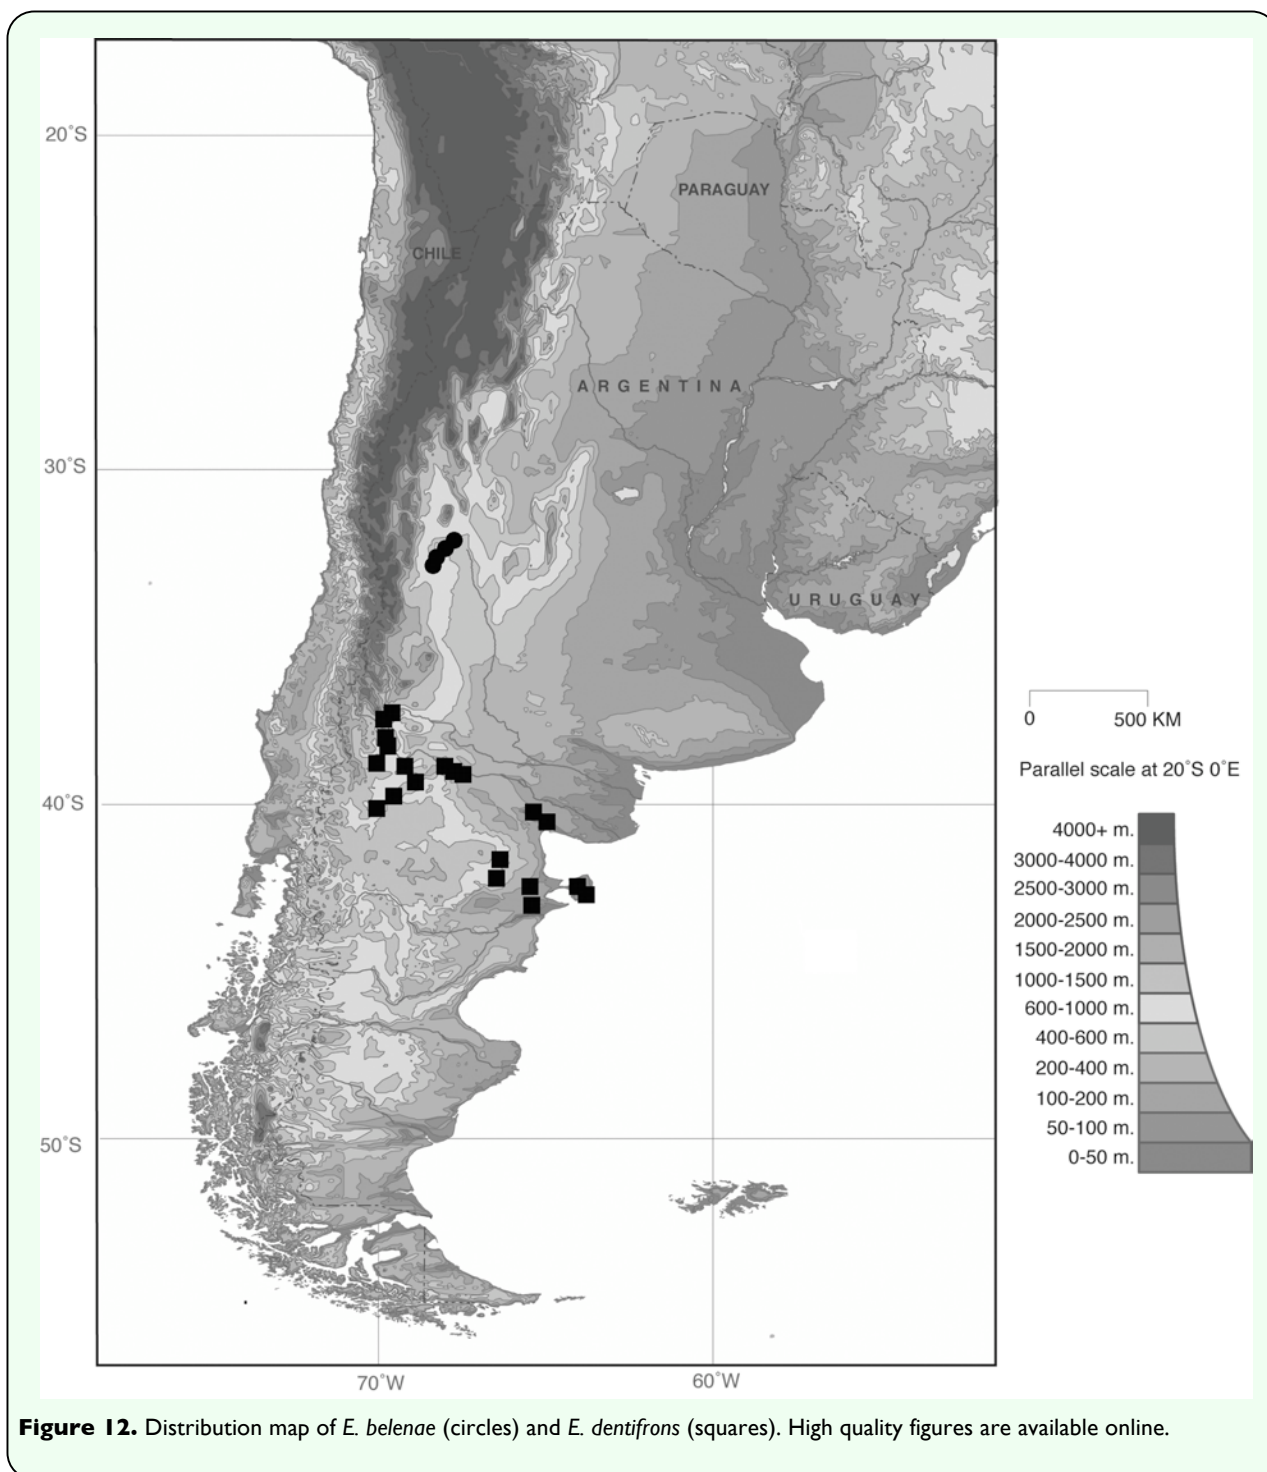 20˚S
PARAGUAY
CHILE
ARGENTINA
30˚S
URUGUAY
0 500 KM
Parallel scale at 20˚S 0˚E
40˚S
4000+ m.
3000-4000 m.
2500-3000 m.
2000-2500 m.
1500-2000 m.
1000-1500 m.
600-1000 m.
400-600 m.
200-400 m.
100-200 m.
50-100 m.
0-50 m.
50˚S
70˚W 60˚W
Figure 12. Distribution map of E. belenae (circles) and E. dentifrons (squares). High quality figures are available online.